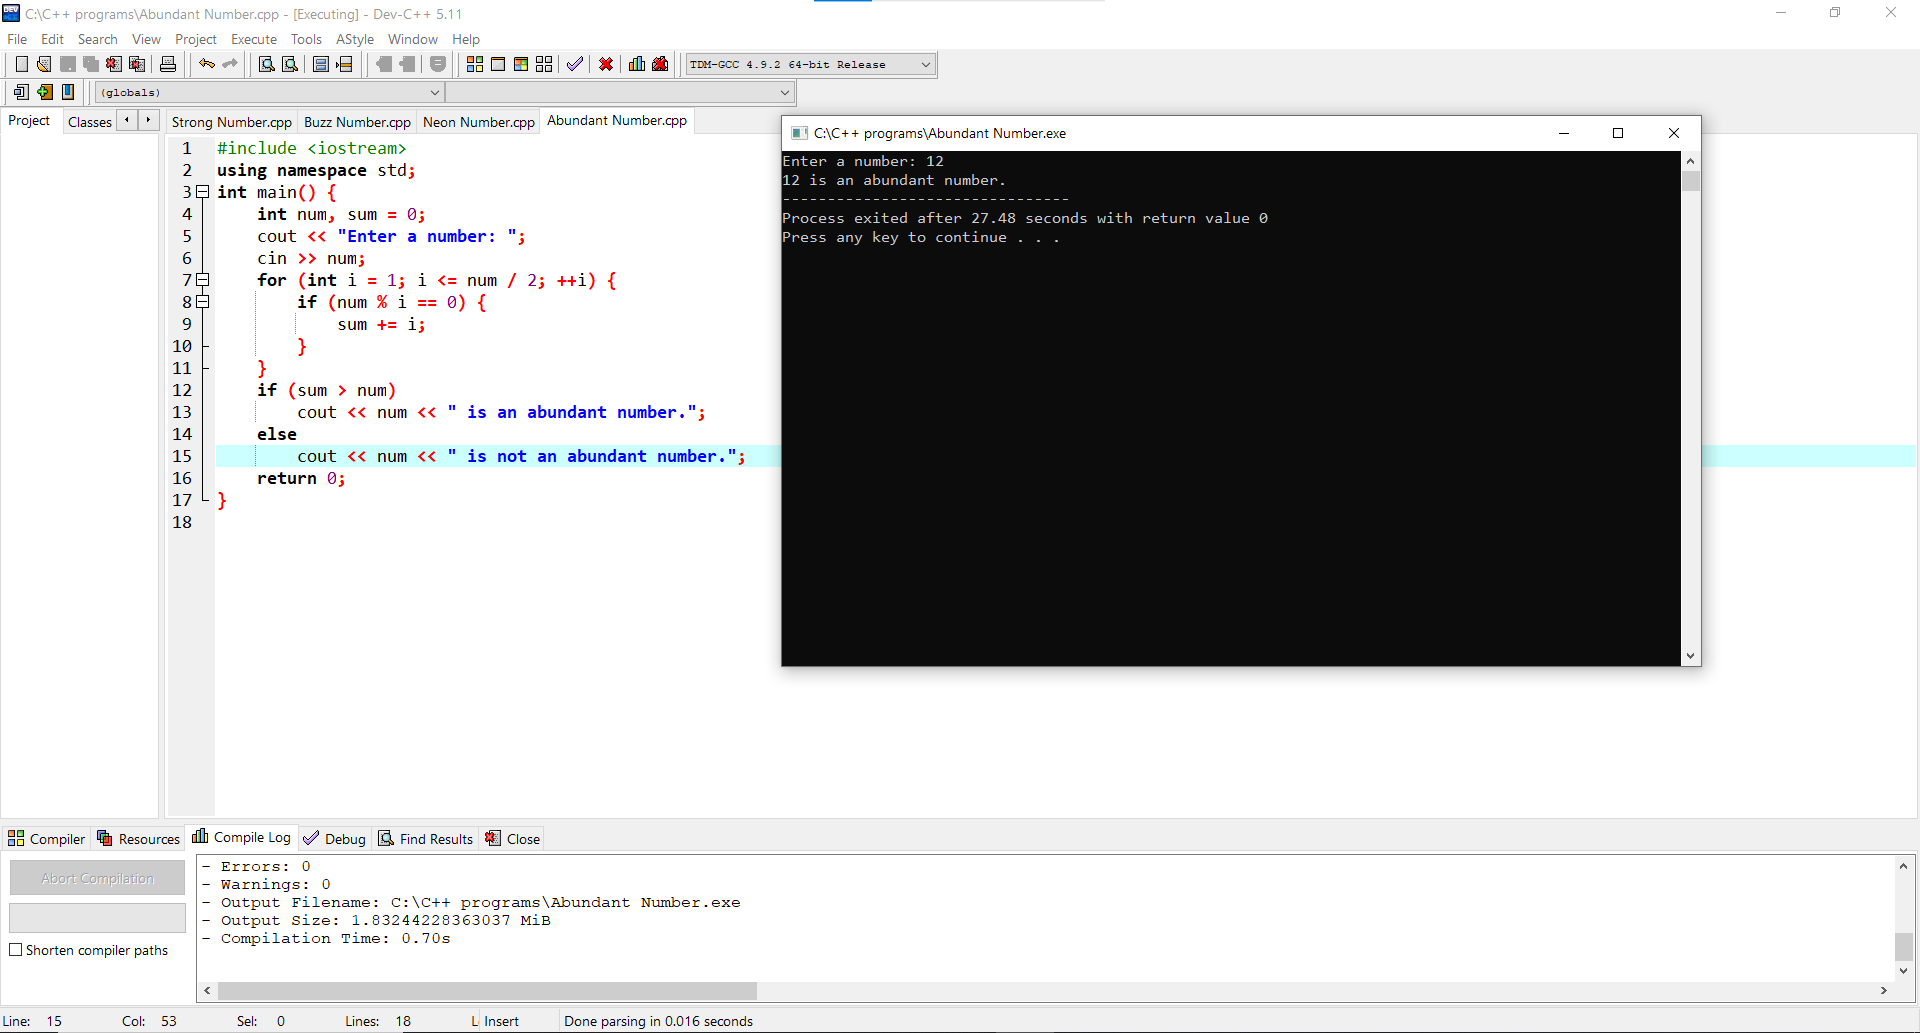 C:\C++ programs\Abundant Number.cpp - [Executing] - Dev-C++ 5.11
File Edit Search View Project Execute Tools AStyle Window Help
TDM-GCC 4.9.2 64-bit Release
(globals)
Project Classes
Strong Number.cpp Buzz Number.cpp Neon Number.cpp Abundant Number.cpp
1 #include <iostream>
2 using namespace std;
3 int main() {
4 int num, sum = 0;
5 cout << "Enter a number: ";
6 cin >> num;
7 for (int i = 1; i <= num / 2; ++i) {
8 if (num % i == 0) {
9 sum += i;
10 }
11 }
12 if (sum > num)
13 cout << num << " is an abundant number.";
14 else
15 cout << num << " is not an abundant number.";
16 return 0;
17 }
18
C:\C++ programs\Abundant Number.exe
Enter a number: 12
12 is an abundant number.
--------------------------------
Process exited after 27.48 seconds with return value 0
Press any key to continue . . .
Compiler Resources Compile Log Debug Find Results Close
Abort Compilation
Shorten compiler paths
- Errors: 0
- Warnings: 0
- Output Filename: C:\C++ programs\Abundant Number.exe
- Output Size: 1.83244228363037 MiB
- Compilation Time: 0.70s
Line: 15 Col: 53 Sel: 0 Lines: 18 Insert Done parsing in 0.016 seconds